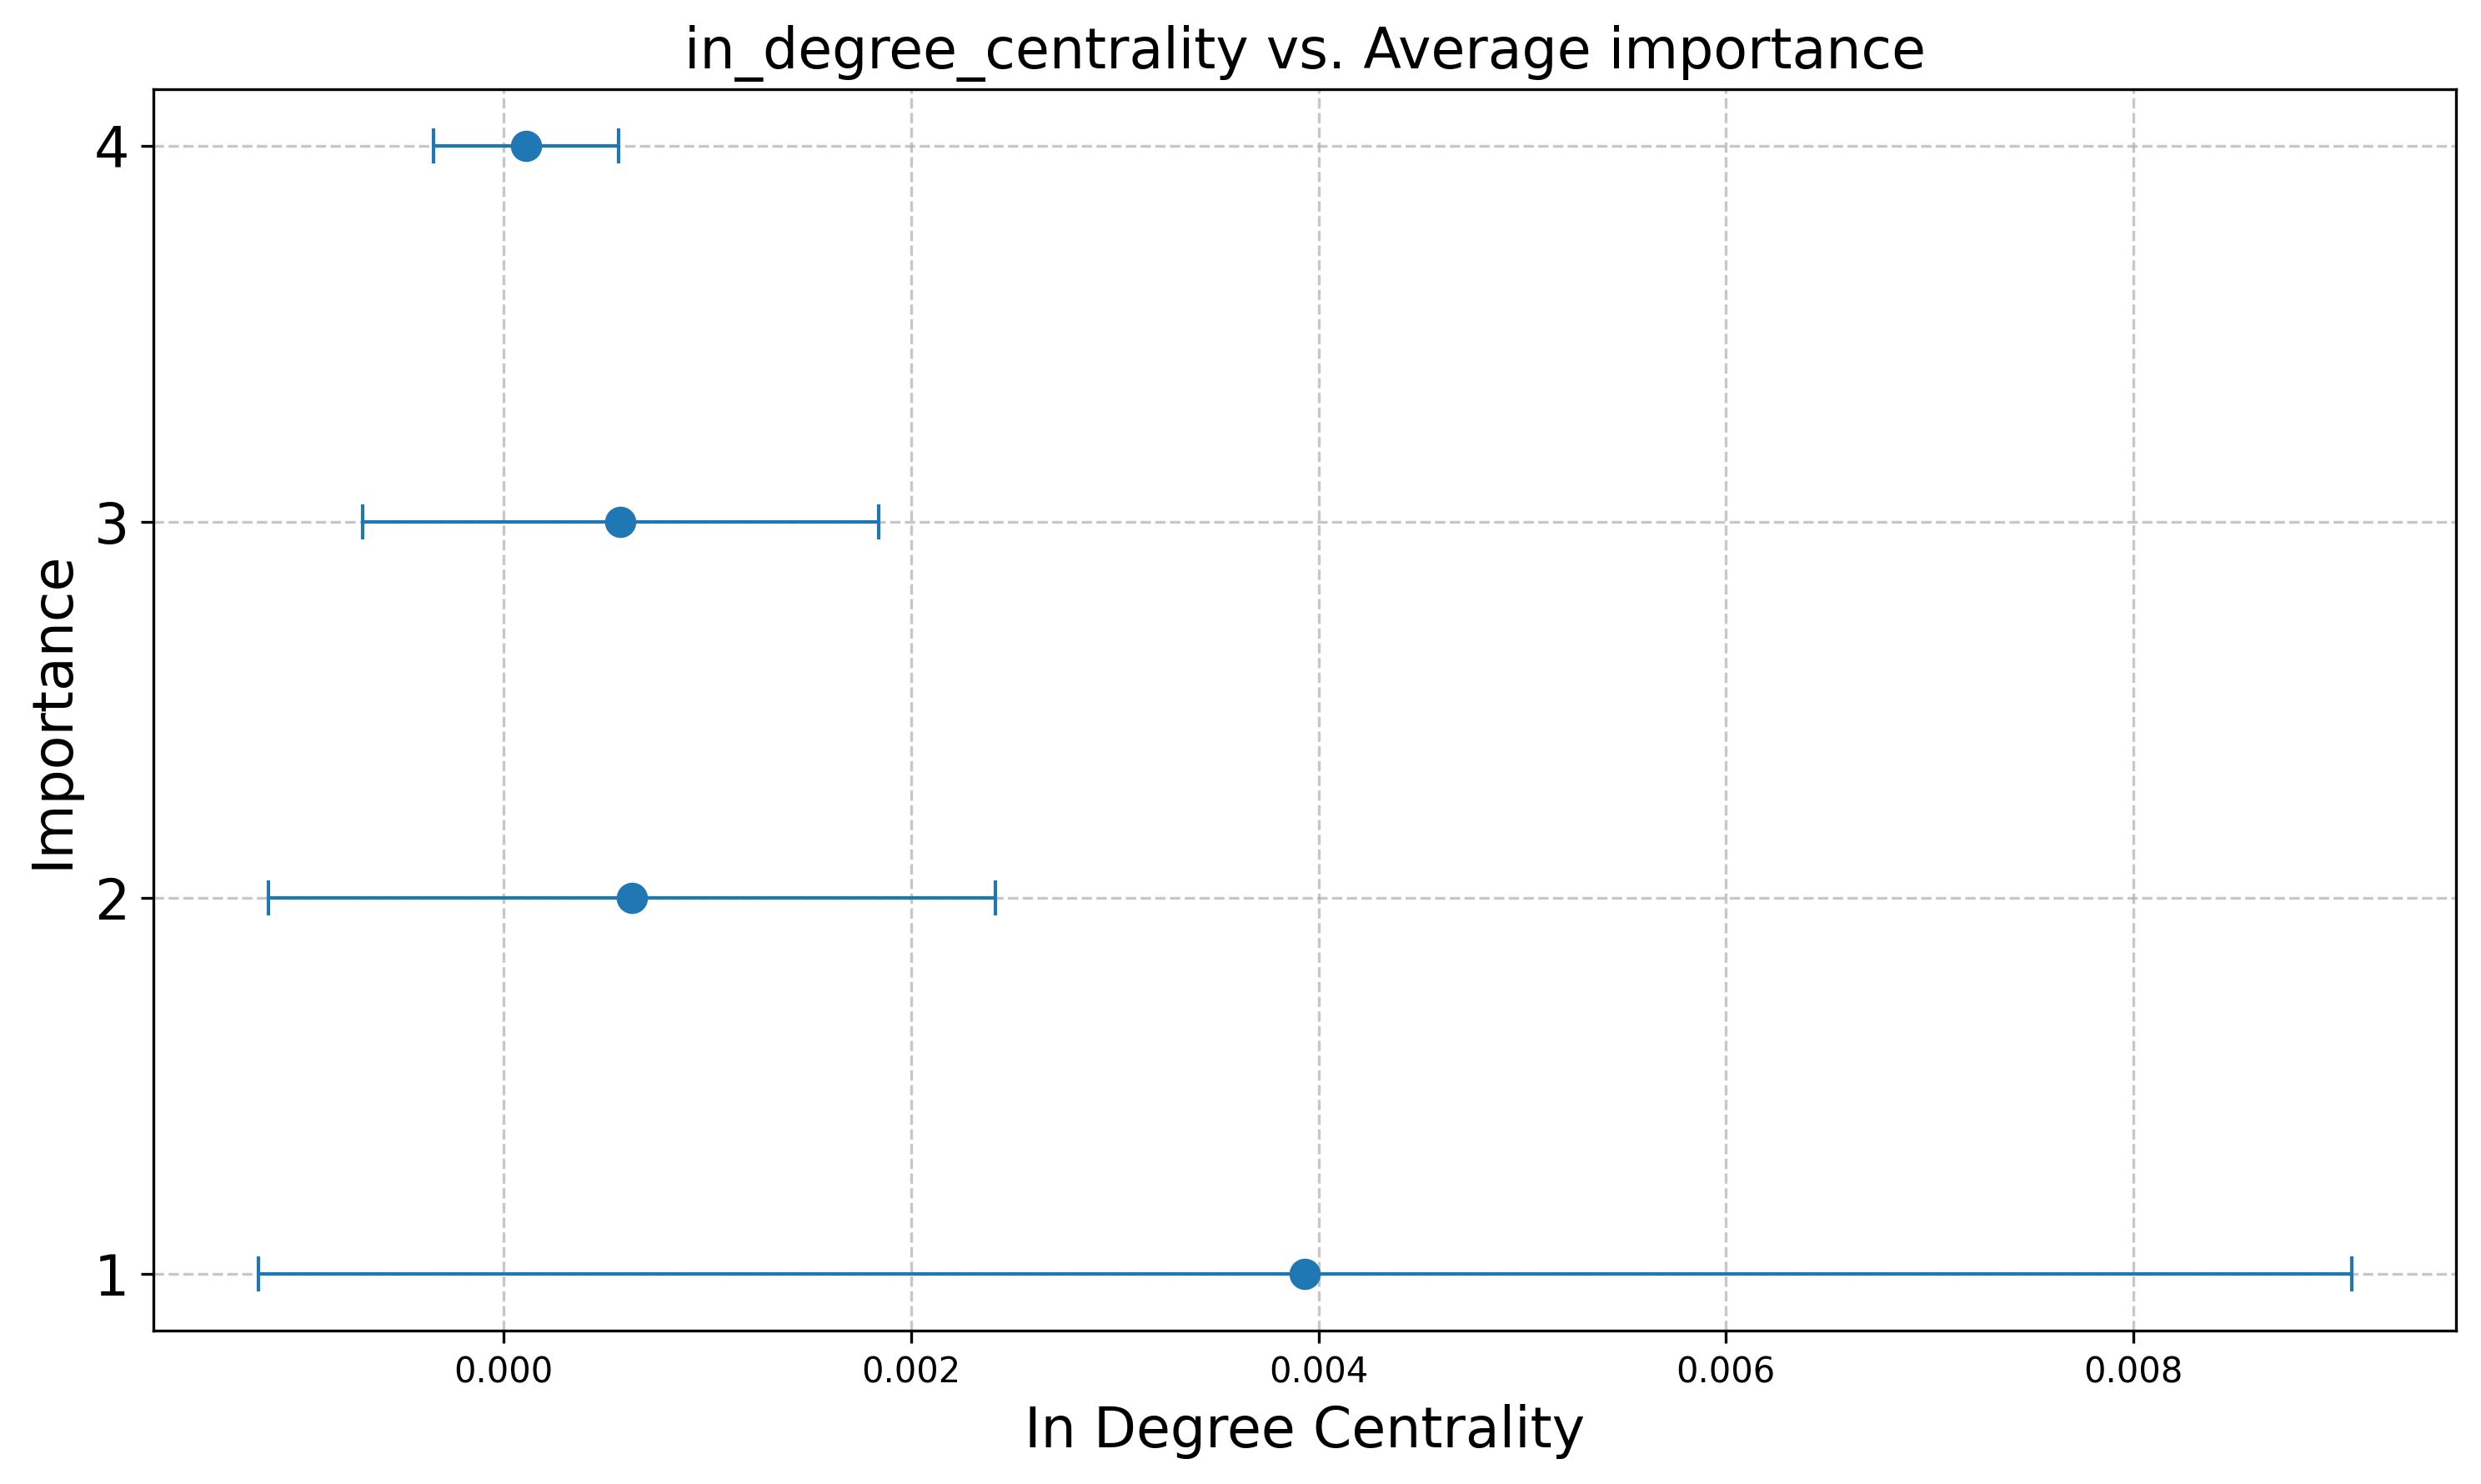 in_degree_centrality vs. Average importance
4
3
2
1
Importance
0.000 0.002 0.004 0.006 0.008
In Degree Centrality